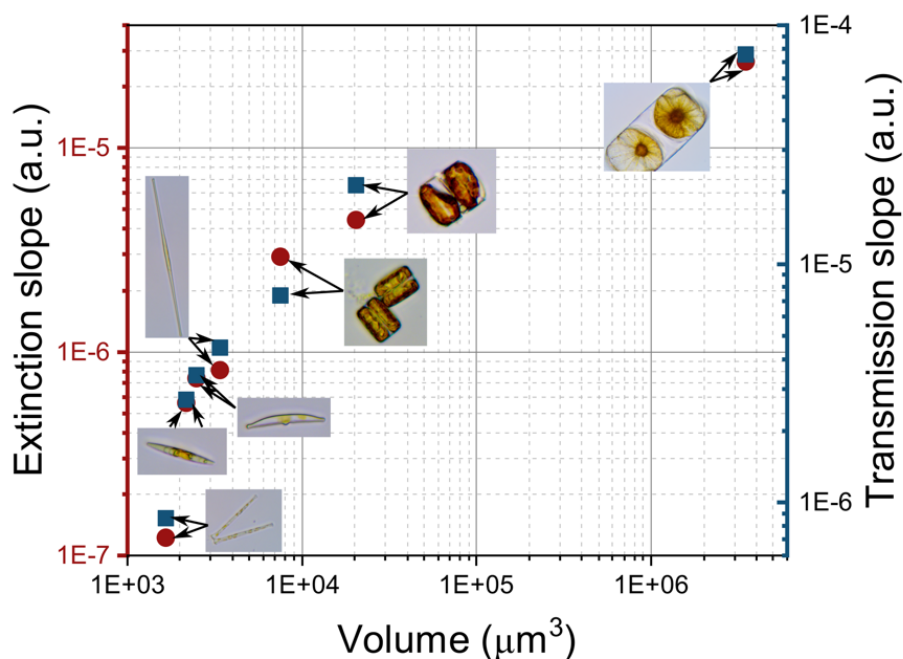 Extinction slope (a.u.)
1E-5
1E-6
1E-7
1E-4
1E-5
1E-6
Transmission slope (a.u.)
1E+03
1E+04
1E+05
1E+06
Volume (μm³)